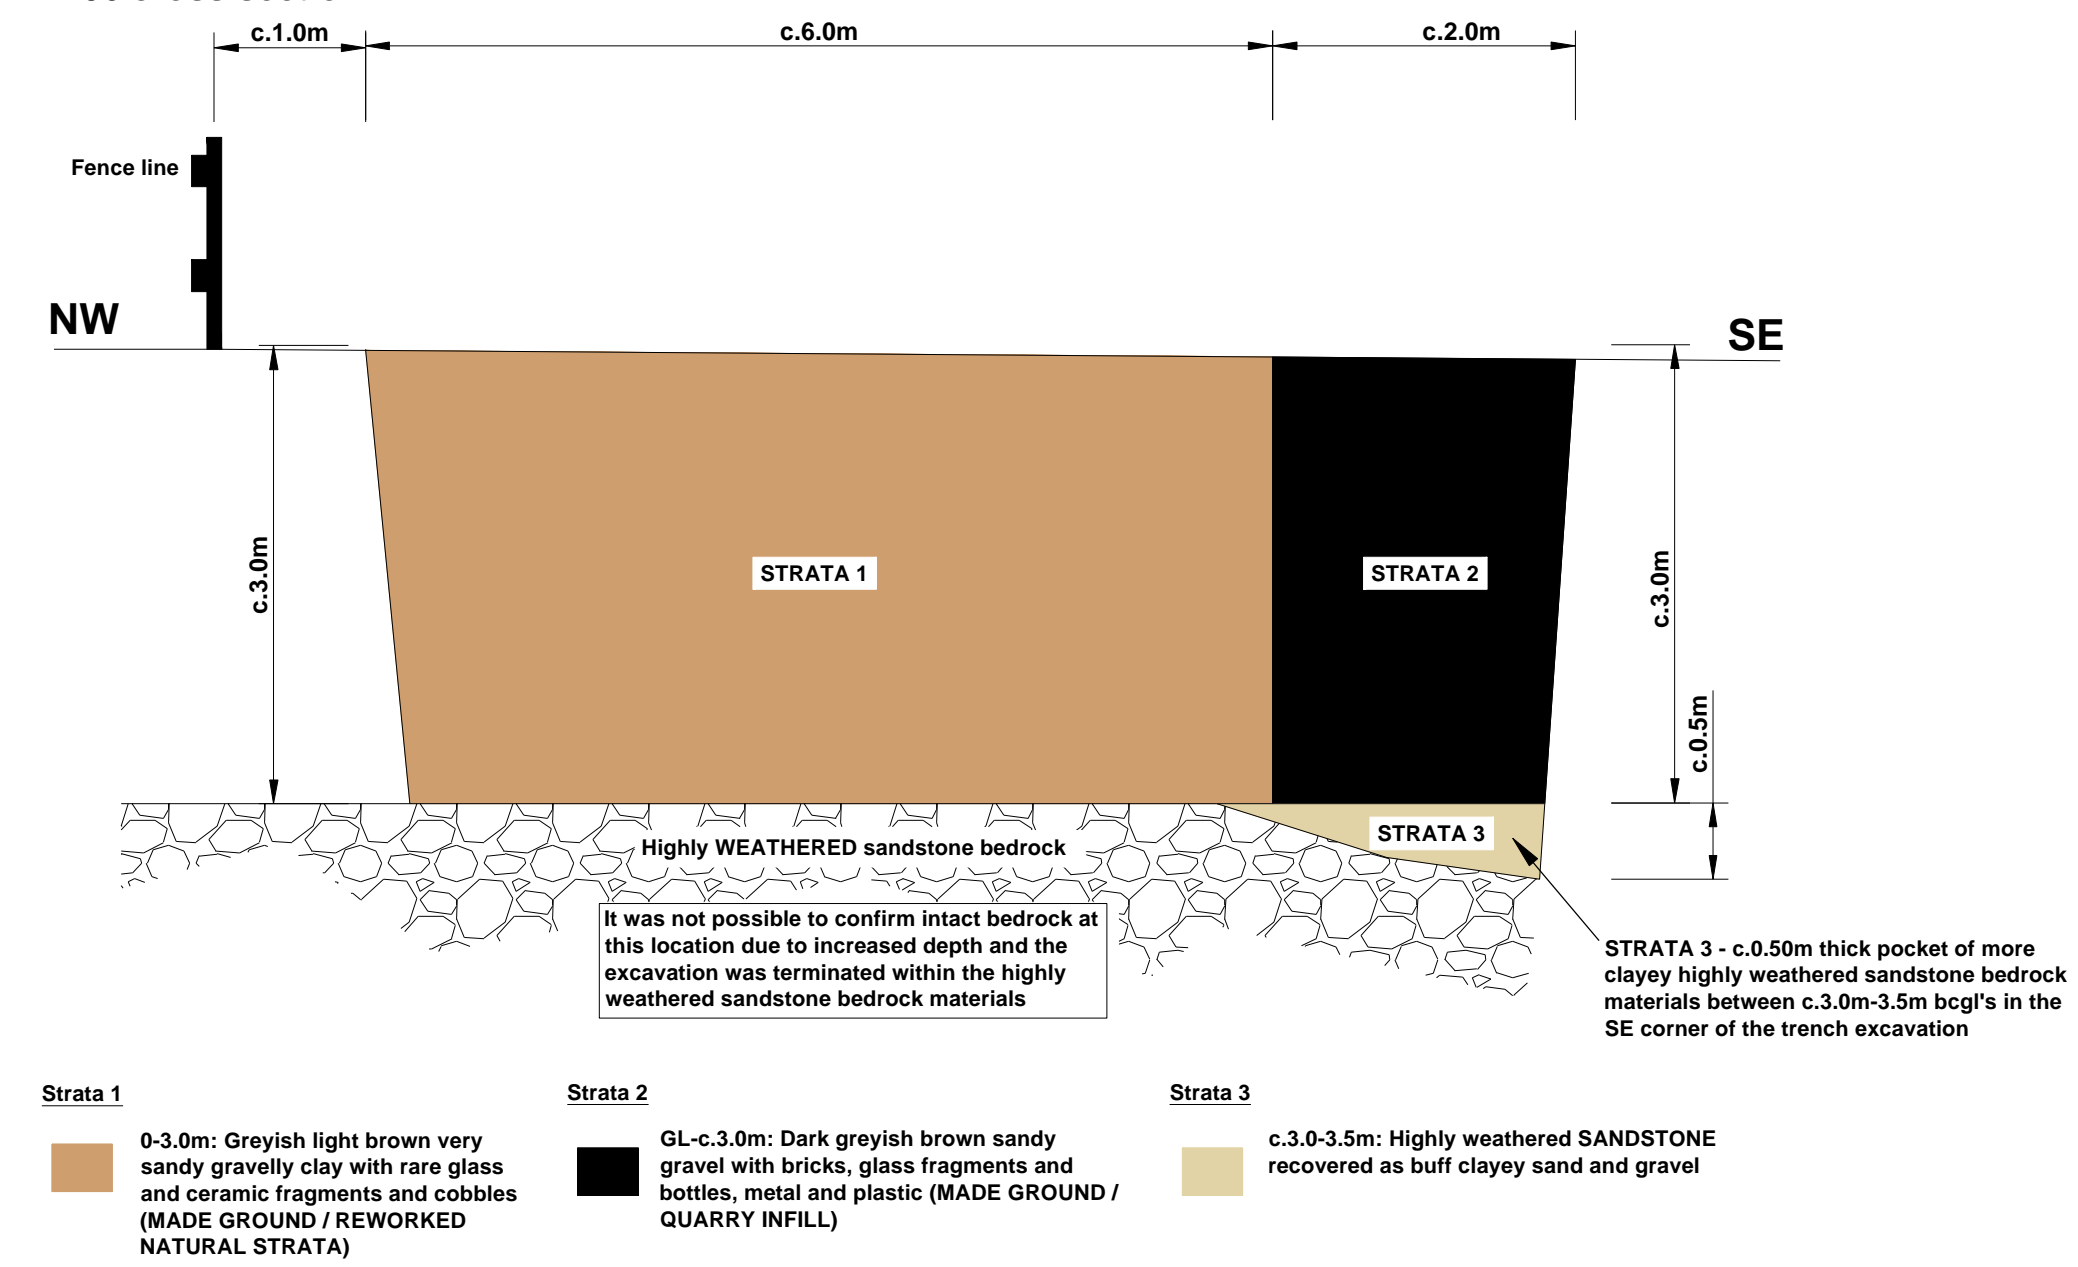 c.1.0m
c.6.0m
c.2.0m
Fence line
NW
SE
c.3.0m
STRATA 1
STRATA 2
c.3.0m
c.0.5m
STRATA 3
Highly WEATHERED sandstone bedrock
It was not possible to confirm intact bedrock at
this location due to increased depth and the
excavation was terminated within the highly
weathered sandstone bedrock materials
STRATA 3 - c.0.50m thick pocket of more
clayey highly weathered sandstone bedrock
materials between c.3.0m-3.5m bcgl's in the
SE corner of the trench excavation
Strata 1
0-3.0m: Greyish light brown very
sandy gravelly clay with rare glass
and ceramic fragments and cobbles
(MADE GROUND / REWORKED
NATURAL STRATA)
Strata 2
GL-c.3.0m: Dark greyish brown sandy
gravel with bricks, glass fragments and
bottles, metal and plastic (MADE GROUND /
QUARRY INFILL)
Strata 3
c.3.0-3.5m: Highly weathered SANDSTONE
recovered as buff clayey sand and gravel